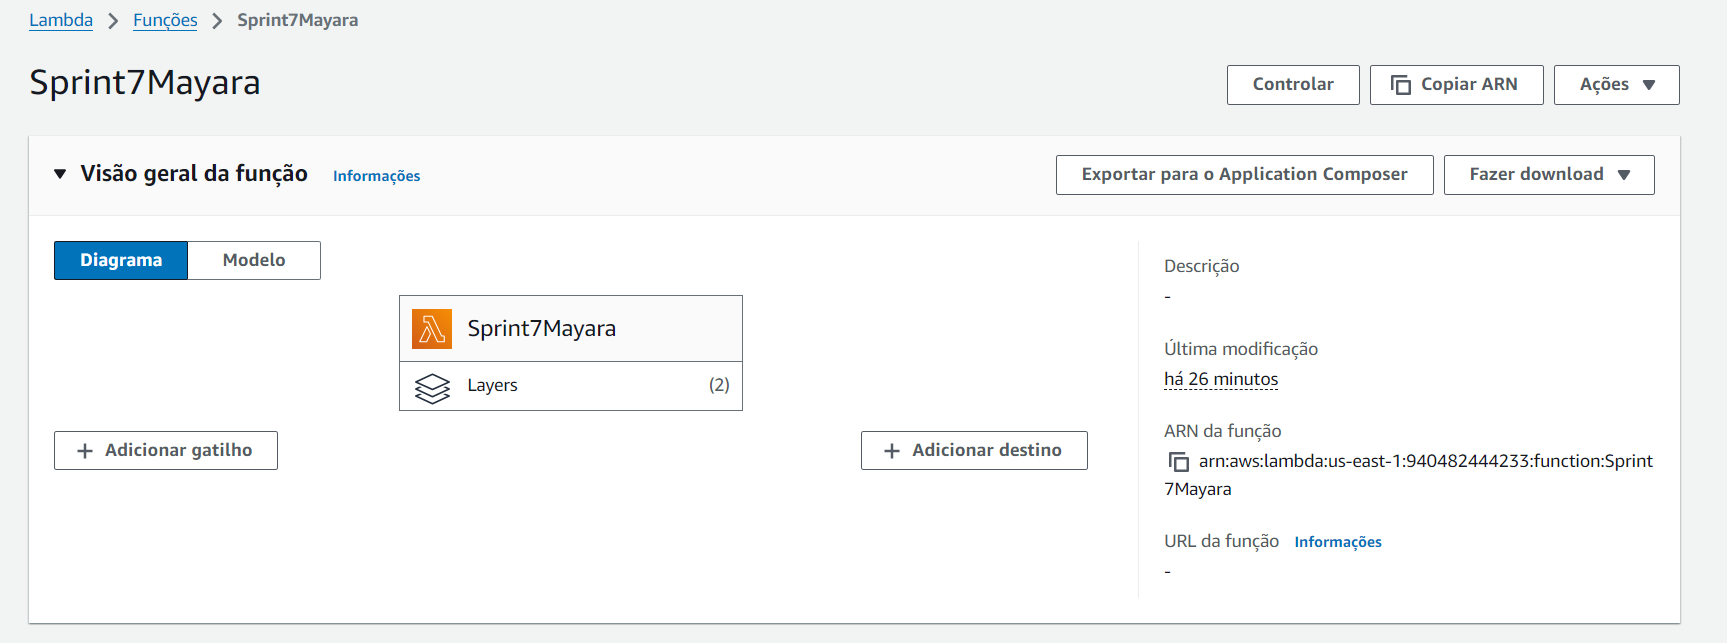 Lambda > Funções > Sprint7Mayara
Sprint7Mayara
Controlar
Copiar ARN
Ações
Visão geral da função
Informações
Exportar para o Application Composer
Fazer download
Diagrama
Modelo
Sprint7Mayara
Layers
(2)
+ Adicionar gatilho
+ Adicionar destino
Descrição
-
Última modificação
há 26 minutos
ARN da função
arn:aws:lambda:us-east-1:940482444233:function:Sprint
7Mayara
URL da função Informações
-